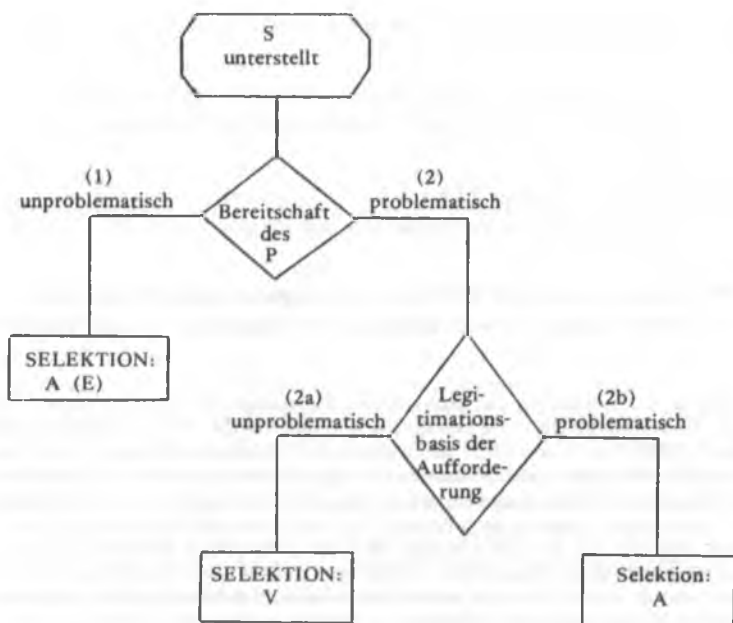 S
unterstellt
(1)
unproblematisch
(2)
problematisch
Bereitschaft
des
P
SELEKTION:
A (E)
(2a)
unproblematisch
Legi-
timations-
basis der
Aufforde-
rung
(2b)
problematisch
SELEKTION:
V
Selektion:
A